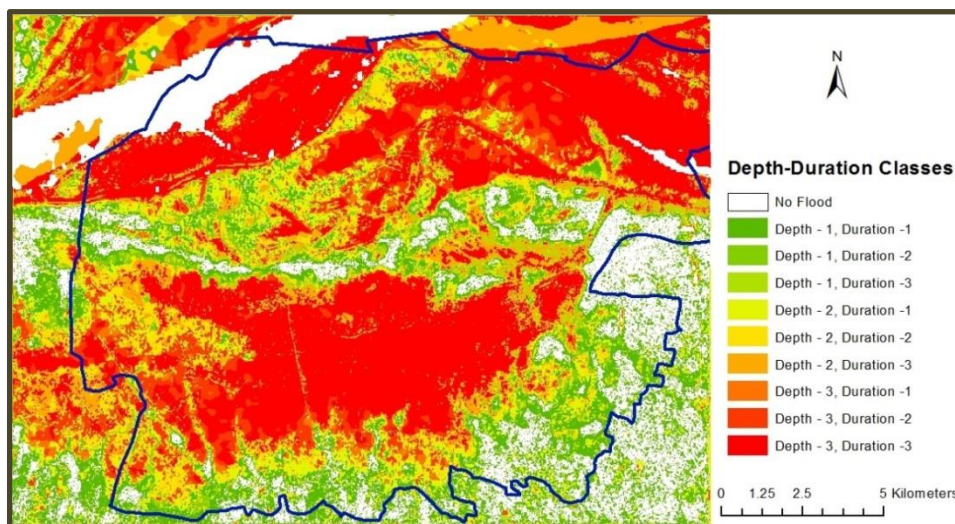 N
Depth-Duration Classes
No Flood
Depth - 1, Duration -1
Depth - 1, Duration -2
Depth - 1, Duration -3
Depth - 2, Duration -1
Depth - 2, Duration -2
Depth - 2, Duration -3
Depth - 3, Duration -1
Depth - 3, Duration -2
Depth - 3, Duration -3
0 1.25 2.5 5 Kilometers